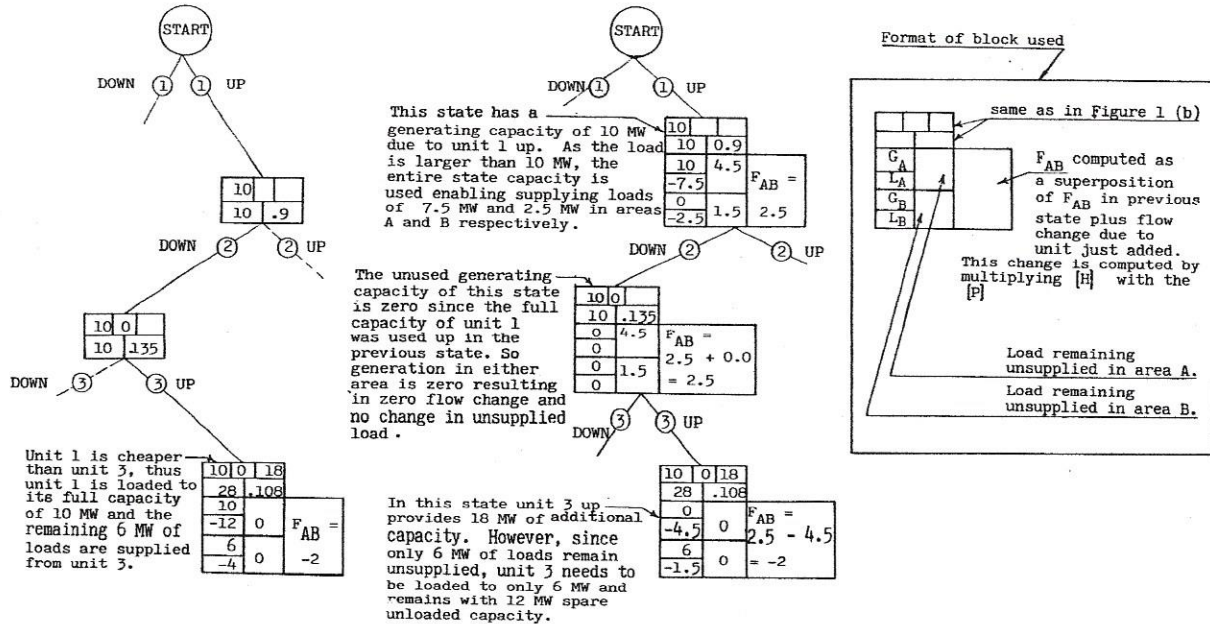 START
DOWN 1 1 UP
10
10 .9
DOWN 2 2 UP
10 0
10 .135
DOWN 3 3 UP
Unit 1 is cheaper
than unit 3, thus
unit 1 is loaded to
its full capacity
of 10 MW and the
remaining 6 MW of
loads are supplied
from unit 3.
10 0 18
28 .108
10
-12 0
6
-4 0
F_AB =
-2
START
DOWN 1 1 UP
This state has a
generating capacity of 10 MW
due to unit 1 up. As the load
is larger than 10 MW, the
entire state capacity is
used enabling supplying loads
of 7.5 MW and 2.5 MW in areas
A and B respectively.
10
10 0.9
10 4.5
-7.5
0
-2.5 1.5
F_AB =
2.5
DOWN 2 2 UP
The unused generating
capacity of this state
is zero since the full
capacity of unit 1
was used up in the
previous state. So
generation in either
area is zero resulting
in zero flow change and
no change in unsupplied
load.
10 0
10 .135
0 4.5
0
0 1.5
0
F_AB =
2.5 + 0.0
= 2.5
DOWN 3 3 UP
In this state unit 3 up
provides 18 MW of additional
capacity. However, since
only 6 MW of loads remain
unsupplied, unit 3 needs to
be loaded to only 6 MW and
remains with 12 MW spare
unloaded capacity.
10 0 18
28 .108
0
-4.5 0
6
-1.5 0
F_AB =
2.5 - 4.5
= -2
Format of block used
same as in Figure 1 (b)
G_A
L_A
G_B
L_B
F_AB computed as
a superposition
of F_AB in previous
state plus flow
change due to
unit just added.
This change is computed by
multiplying [H] with the
[P]
Load remaining
unsupplied in area A.
Load remaining
unsupplied in area B.